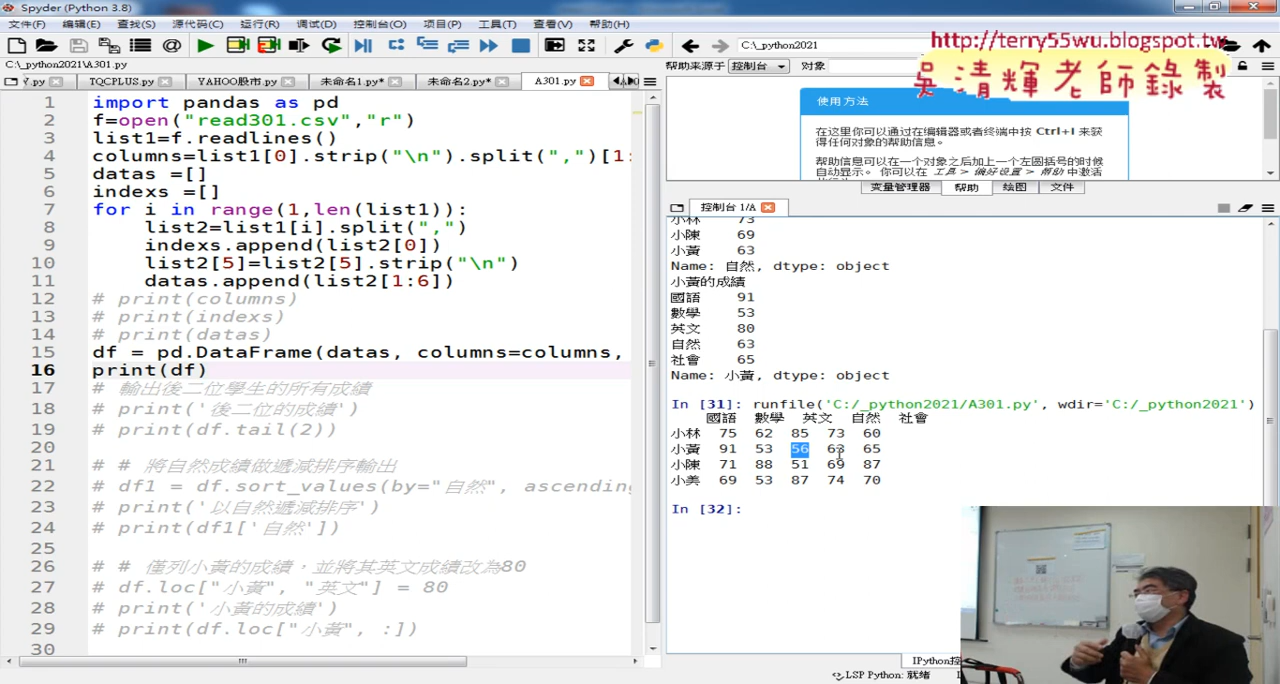 Spyder (Python 3.8)
文件(F) 编辑(E) 查找(S) 源代码(C) 运行(R) 调试(D) 控制台(O) 项目(P) 工具(T) 查看(V) 帮助(H)
C:\_python2021
http://terry55wu.blogspot.tw
吳清輝老師錄製
C:\_python2021\A301.py
帮助来源于 控制台 对象
TQCPLUS.py YAHOO股市.py 未命名1.py* 未命名2.py* A301.py
1 import pandas as pd
2 f=open("read301.csv","r")
3 list1=f.readlines()
4 columns=list1[0].strip("\n").split(",")[1:
5 datas =[]
6 indexs =[]
7 for i in range(1,len(list1)):
8 list2=list1[i].split(",")
9 indexs.append(list2[0])
10 list2[5]=list2[5].strip("\n")
11 datas.append(list2[1:6])
12 # print(columns)
13 # print(indexs)
14 # print(datas)
15 df = pd.DataFrame(datas, columns=columns,
16 print(df)
17 # 輸出後二位學生的所有成績
18 # print('後二位的成績')
19 # print(df.tail(2))
20
21 # # 將自然成績做遞減排序輸出
22 # df1 = df.sort_values(by="自然", ascending
23 # print('以自然遞減排序')
24 # print(df1['自然'])
25
26 # # 僅列小黃的成績，並將其英文成績改為80
27 # df.loc["小黃", "英文"] = 80
28 # print('小黃的成績')
29 # print(df.loc["小黃", :])
30
使用方法
在这里你可以通过在编辑器或者终端中按 Ctrl+I 来获
得任何对象的帮助信息。
帮助信息可以在一个对象之后加上一个左圆括号的时候
自动显示。 你可以在 工具 > 偏好设置 > 帮助 中激活
变量管理器 帮助 绘图 文件
控制台 1/A
小林 73
小陳 69
小黃 63
Name: 自然, dtype: object
小黃的成績
國語 91
數學 53
英文 80
自然 63
社會 65
Name: 小黃, dtype: object
In [31]: runfile('C:/_python2021/A301.py', wdir='C:/_python2021')
國語 數學 英文 自然 社會
小林 75 62 85 73 60
小黃 91 53 56 63 65
小陳 71 88 51 69 87
小美 69 53 87 74 70
In [32]:
IPython控
LSP Python: 就绪